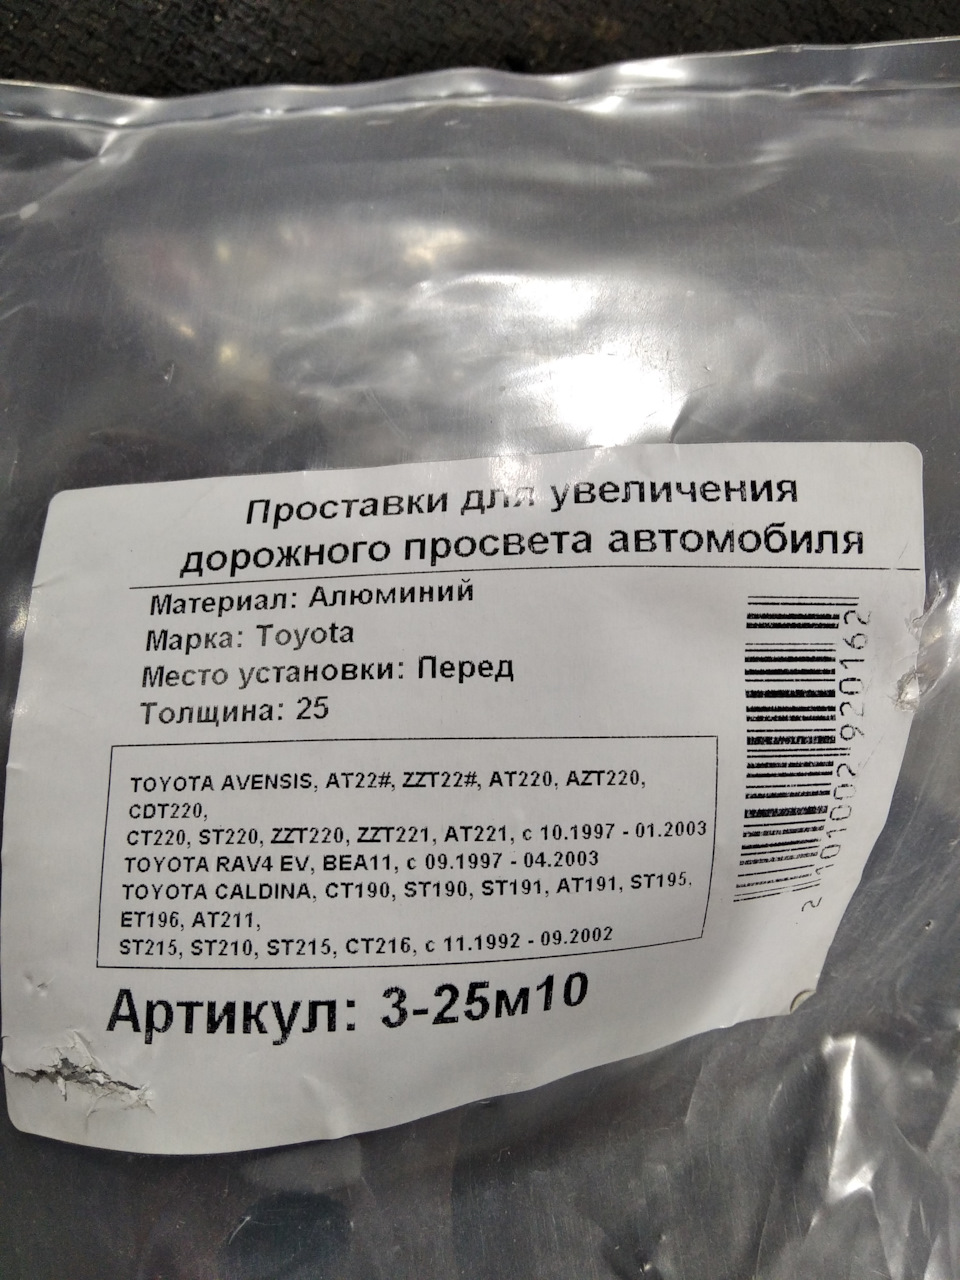 Проставки для увеличения
дорожного просвета автомобиля
Материал: Алюминий
Марка: Toyota
Место установки: Перед
Толщина: 25
TOYOTA AVENSIS, AT22#, ZZT22#, AT220, AZT220,
CDT220,
CT220, ST220, ZZT220, ZZT221, AT221, с 10.1997 - 01.2003
TOYOTA RAV4 EV, BEA11, с 09.1997 - 04.2003
TOYOTA CALDINA, CT190, ST190, ST191, AT191, ST195,
ET196, AT211,
ST215, ST210, ST215, CT216, с 11.1992 - 09.2002
Артикул: 3-25м10
2 101002 920162